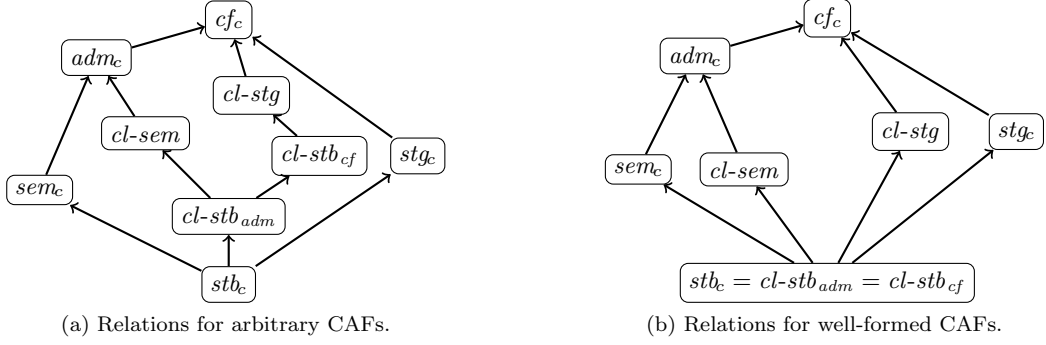 cf_c
adm_c
cl-stg
cl-sem
cl-stb_cf
stg_c
sem_c
cl-stb_adm
stb_c
(a) Relations for arbitrary CAFs.
cf_c
adm_c
cl-stg
stg_c
sem_c
cl-sem
stb_c = cl-stb_adm = cl-stb_cf
(b) Relations for well-formed CAFs.